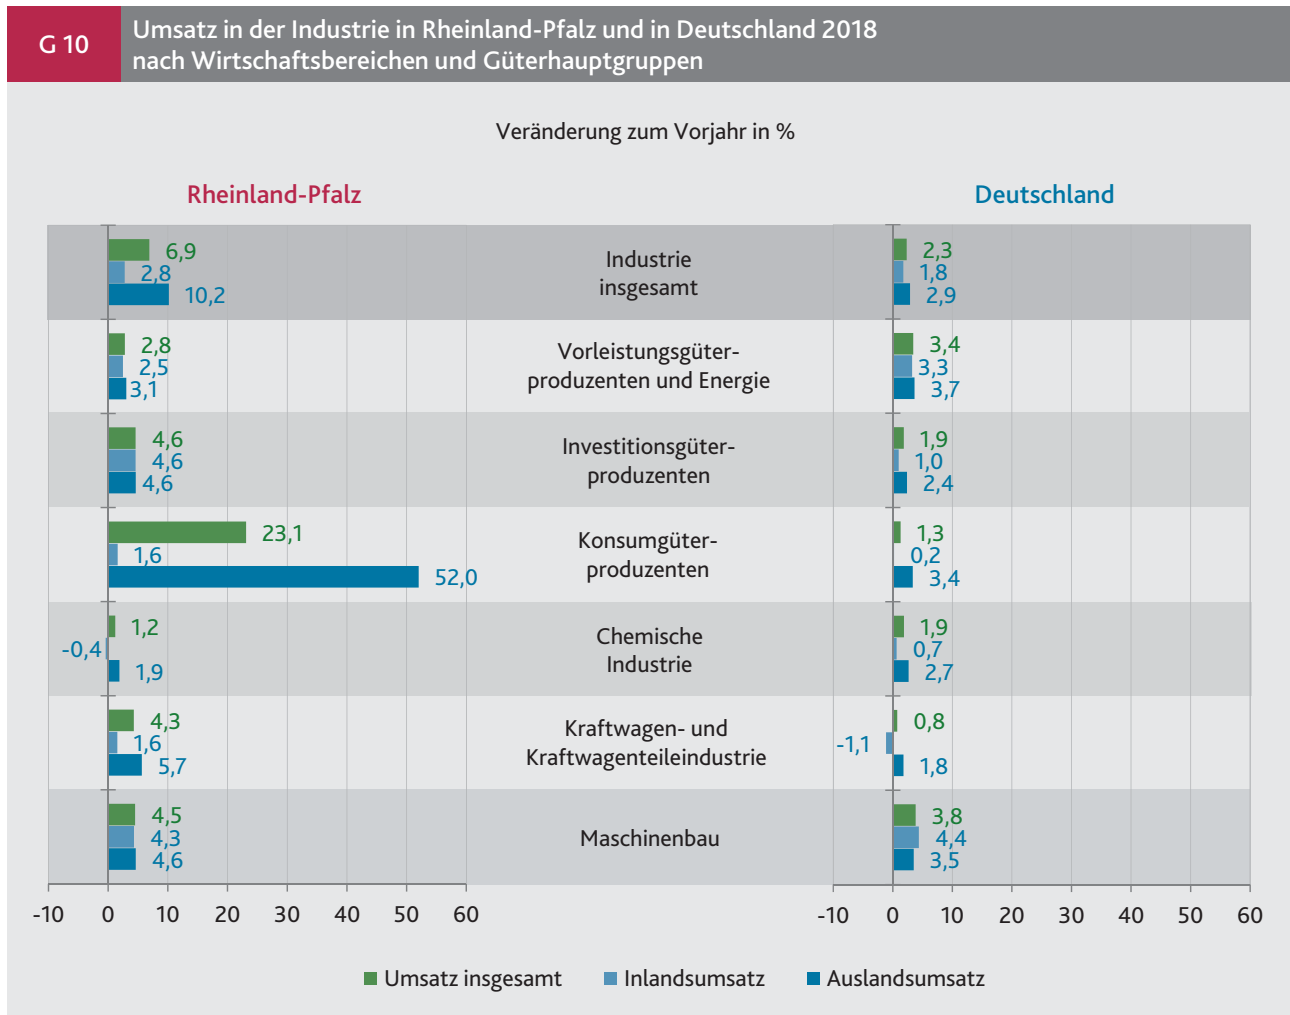 G 10
Umsatz in der Industrie in Rheinland-Pfalz und in Deutschland 2018
nach Wirtschaftsbereichen und Güterhauptgruppen
Veränderung zum Vorjahr in %
Rheinland-Pfalz
Deutschland
6,9
2,8
10,2
Industrie
insgesamt
2,3
1,8
2,9
2,8
2,5
3,1
Vorleistungsgüter-
produzenten und Energie
3,4
3,3
3,7
4,6
4,6
4,6
Investitionsgüter-
produzenten
1,9
1,0
2,4
23,1
1,6
52,0
Konsumgüter-
produzenten
1,3
0,2
3,4
1,2
-0,4
1,9
Chemische
Industrie
1,9
0,7
2,7
4,3
1,6
5,7
Kraftwagen- und
Kraftwagenteileindustrie
0,8
-1,1
1,8
4,5
4,3
4,6
Maschinenbau
3,8
4,4
3,5
-10 0 10 20 30 40 50 60
-10 0 10 20 30 40 50 60
Umsatz insgesamt Inlandsumsatz Auslandsumsatz